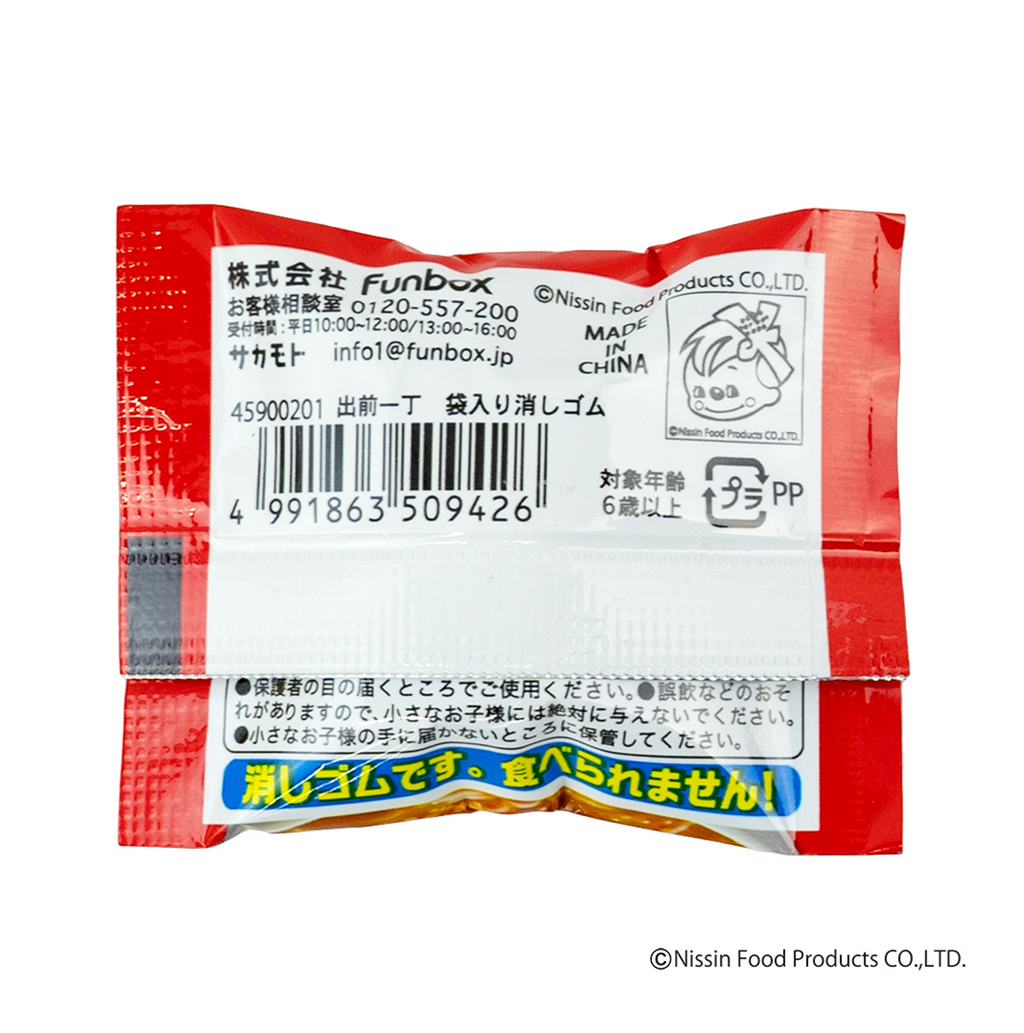 株式会社 Funbox
お客様相談室 0120-557-200
受付時間：平日10:00~12:00/13:00~16:00
サカモト info1@funbox.jp
©Nissin Food Products CO.,LTD.
MADE
IN
CHINA
©Nissin Food Products CO.,LTD.
45900201 出前一丁 袋入り消しゴム
4 991863 509426
対象年齢
6歳以上
プラ PP
●保護者の目の届くところでご使用ください。●誤飲などのおそ
れがありますので、小さなお子様には絶対に与えないでください。
●小さなお子様の手に届かないところに保管してください。
消しゴムです。食べられません!
©Nissin Food Products CO.,LTD.